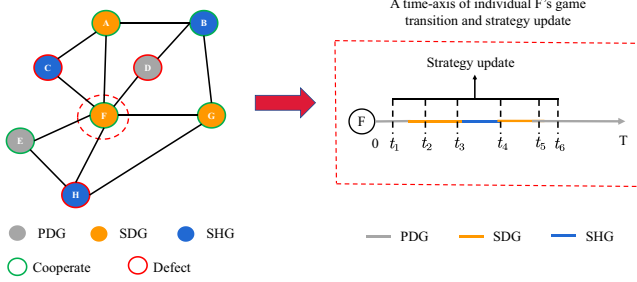 A time-axis of individual F's game
transition and strategy update
A
B
C
D
E
F
G
H
Strategy update
F
0 t₁ t₂ t₃ t₄ t₅ t₆ T
PDG SDG SHG
Cooperate Defect
PDG SDG SHG